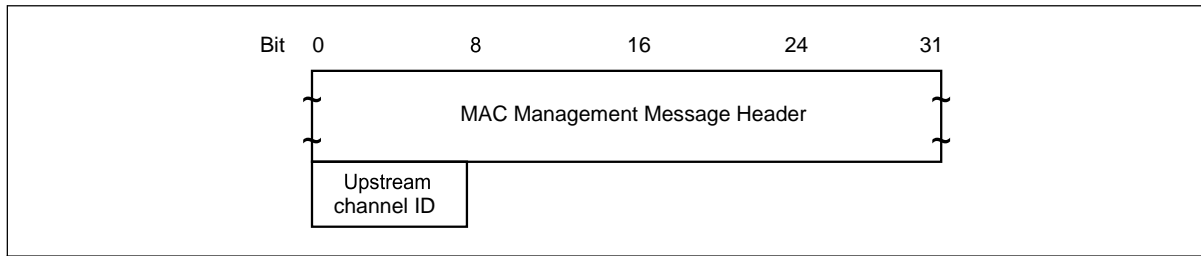 Bit 0 8 16 24 31
~ ~
MAC Management Message Header
~ ~
Upstream
channel ID